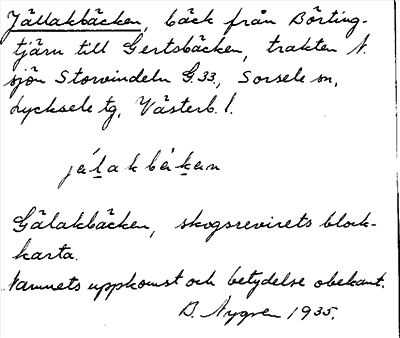 Jällakbäcken, bäck från Börting-
tjärn till Gertsbäcken, trakten N.
sjön Storvindeln G.33, Sorsele sn,
Lycksele tg, Västerb. l.
Gälakbäcken, skogsrevirets block-
karta.
Namnets uppkomst och betydelse obekant.
D. Nygren 1935.